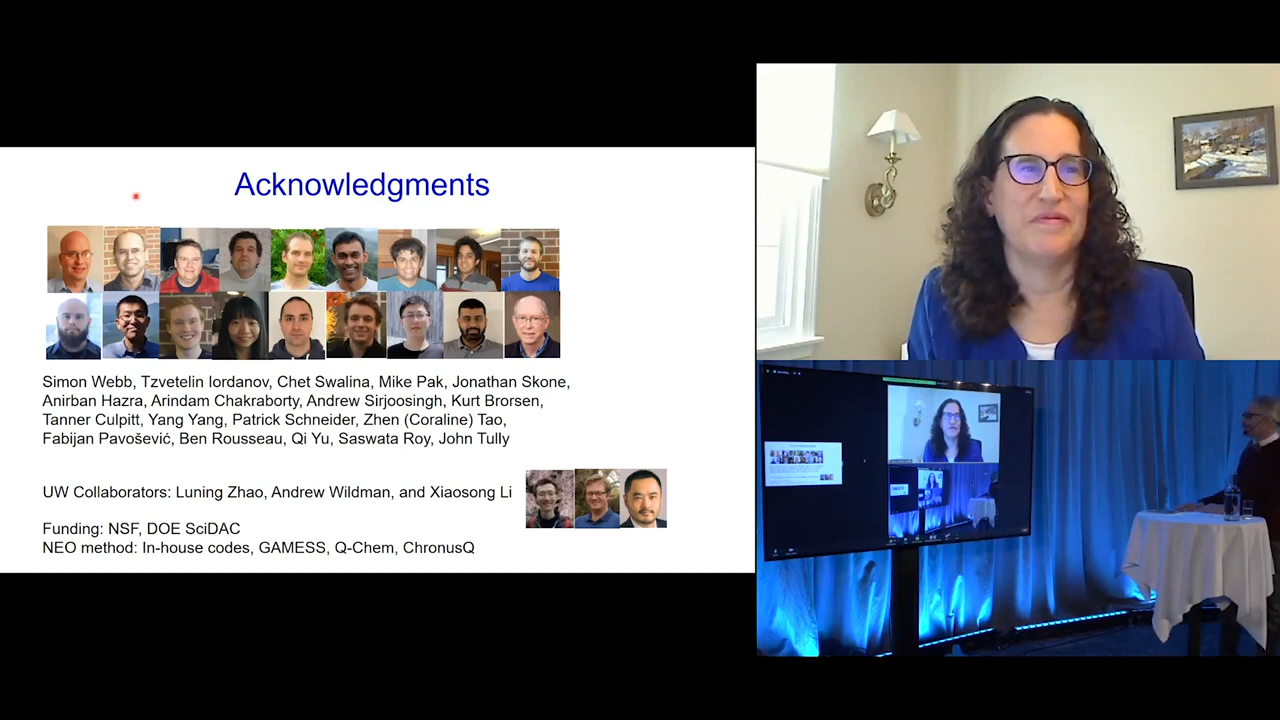 Acknowledgments
Simon Webb, Tzvetelin Iordanov, Chet Swalina, Mike Pak, Jonathan Skone,
Anirban Hazra, Arindam Chakraborty, Andrew Sirjoosingh, Kurt Brorsen,
Tanner Culpitt, Yang Yang, Patrick Schneider, Zhen (Coraline) Tao,
Fabijan Pavošević, Ben Rousseau, Qi Yu, Saswata Roy, John Tully
UW Collaborators: Luning Zhao, Andrew Wildman, and Xiaosong Li
Funding: NSF, DOE SciDAC
NEO method: In-house codes, GAMESS, Q-Chem, ChronusQ